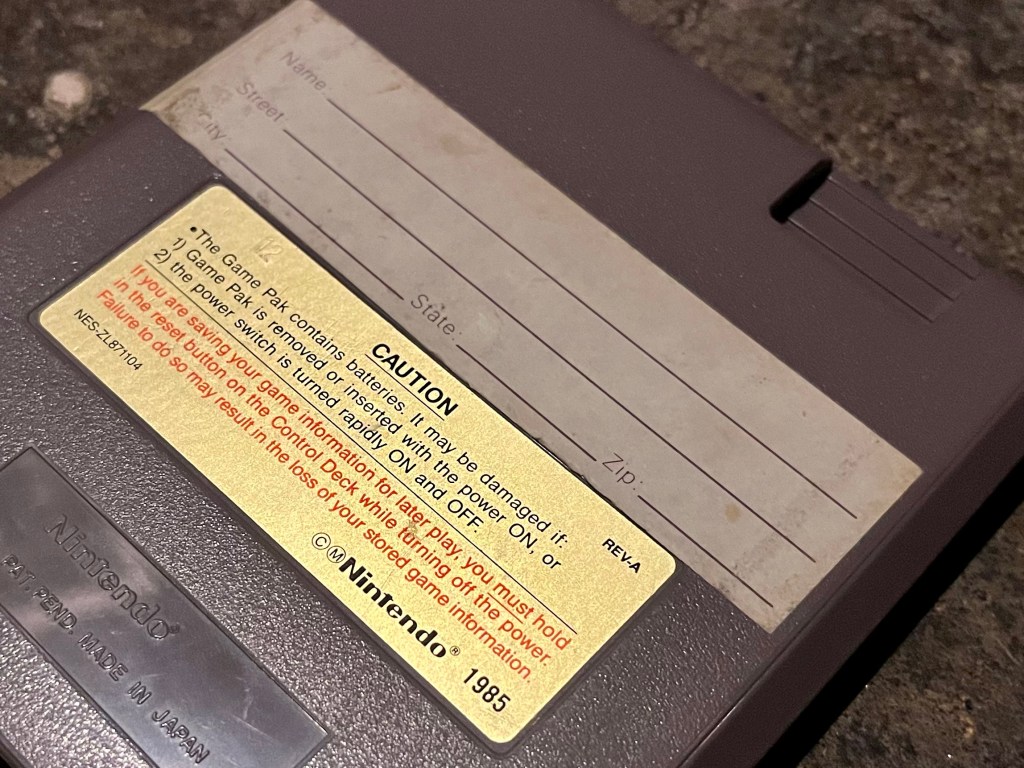 Name:
Street
City State: Zip:
12
CAUTION REV-A
•The Game Pak contains batteries. It may be damaged if:
1) Game Pak is removed or inserted with the power ON, or
2) the power switch is turned rapidly ON and OFF.
If you are saving your game information for later play, you must hold
in the reset button on the Control Deck while turning off the power.
Failure to do so may result in the loss of your stored game information.
NES-ZL871104 ©ⓂNintendo® 1985
Nintendo®
PAT. PEND. MADE IN JAPAN